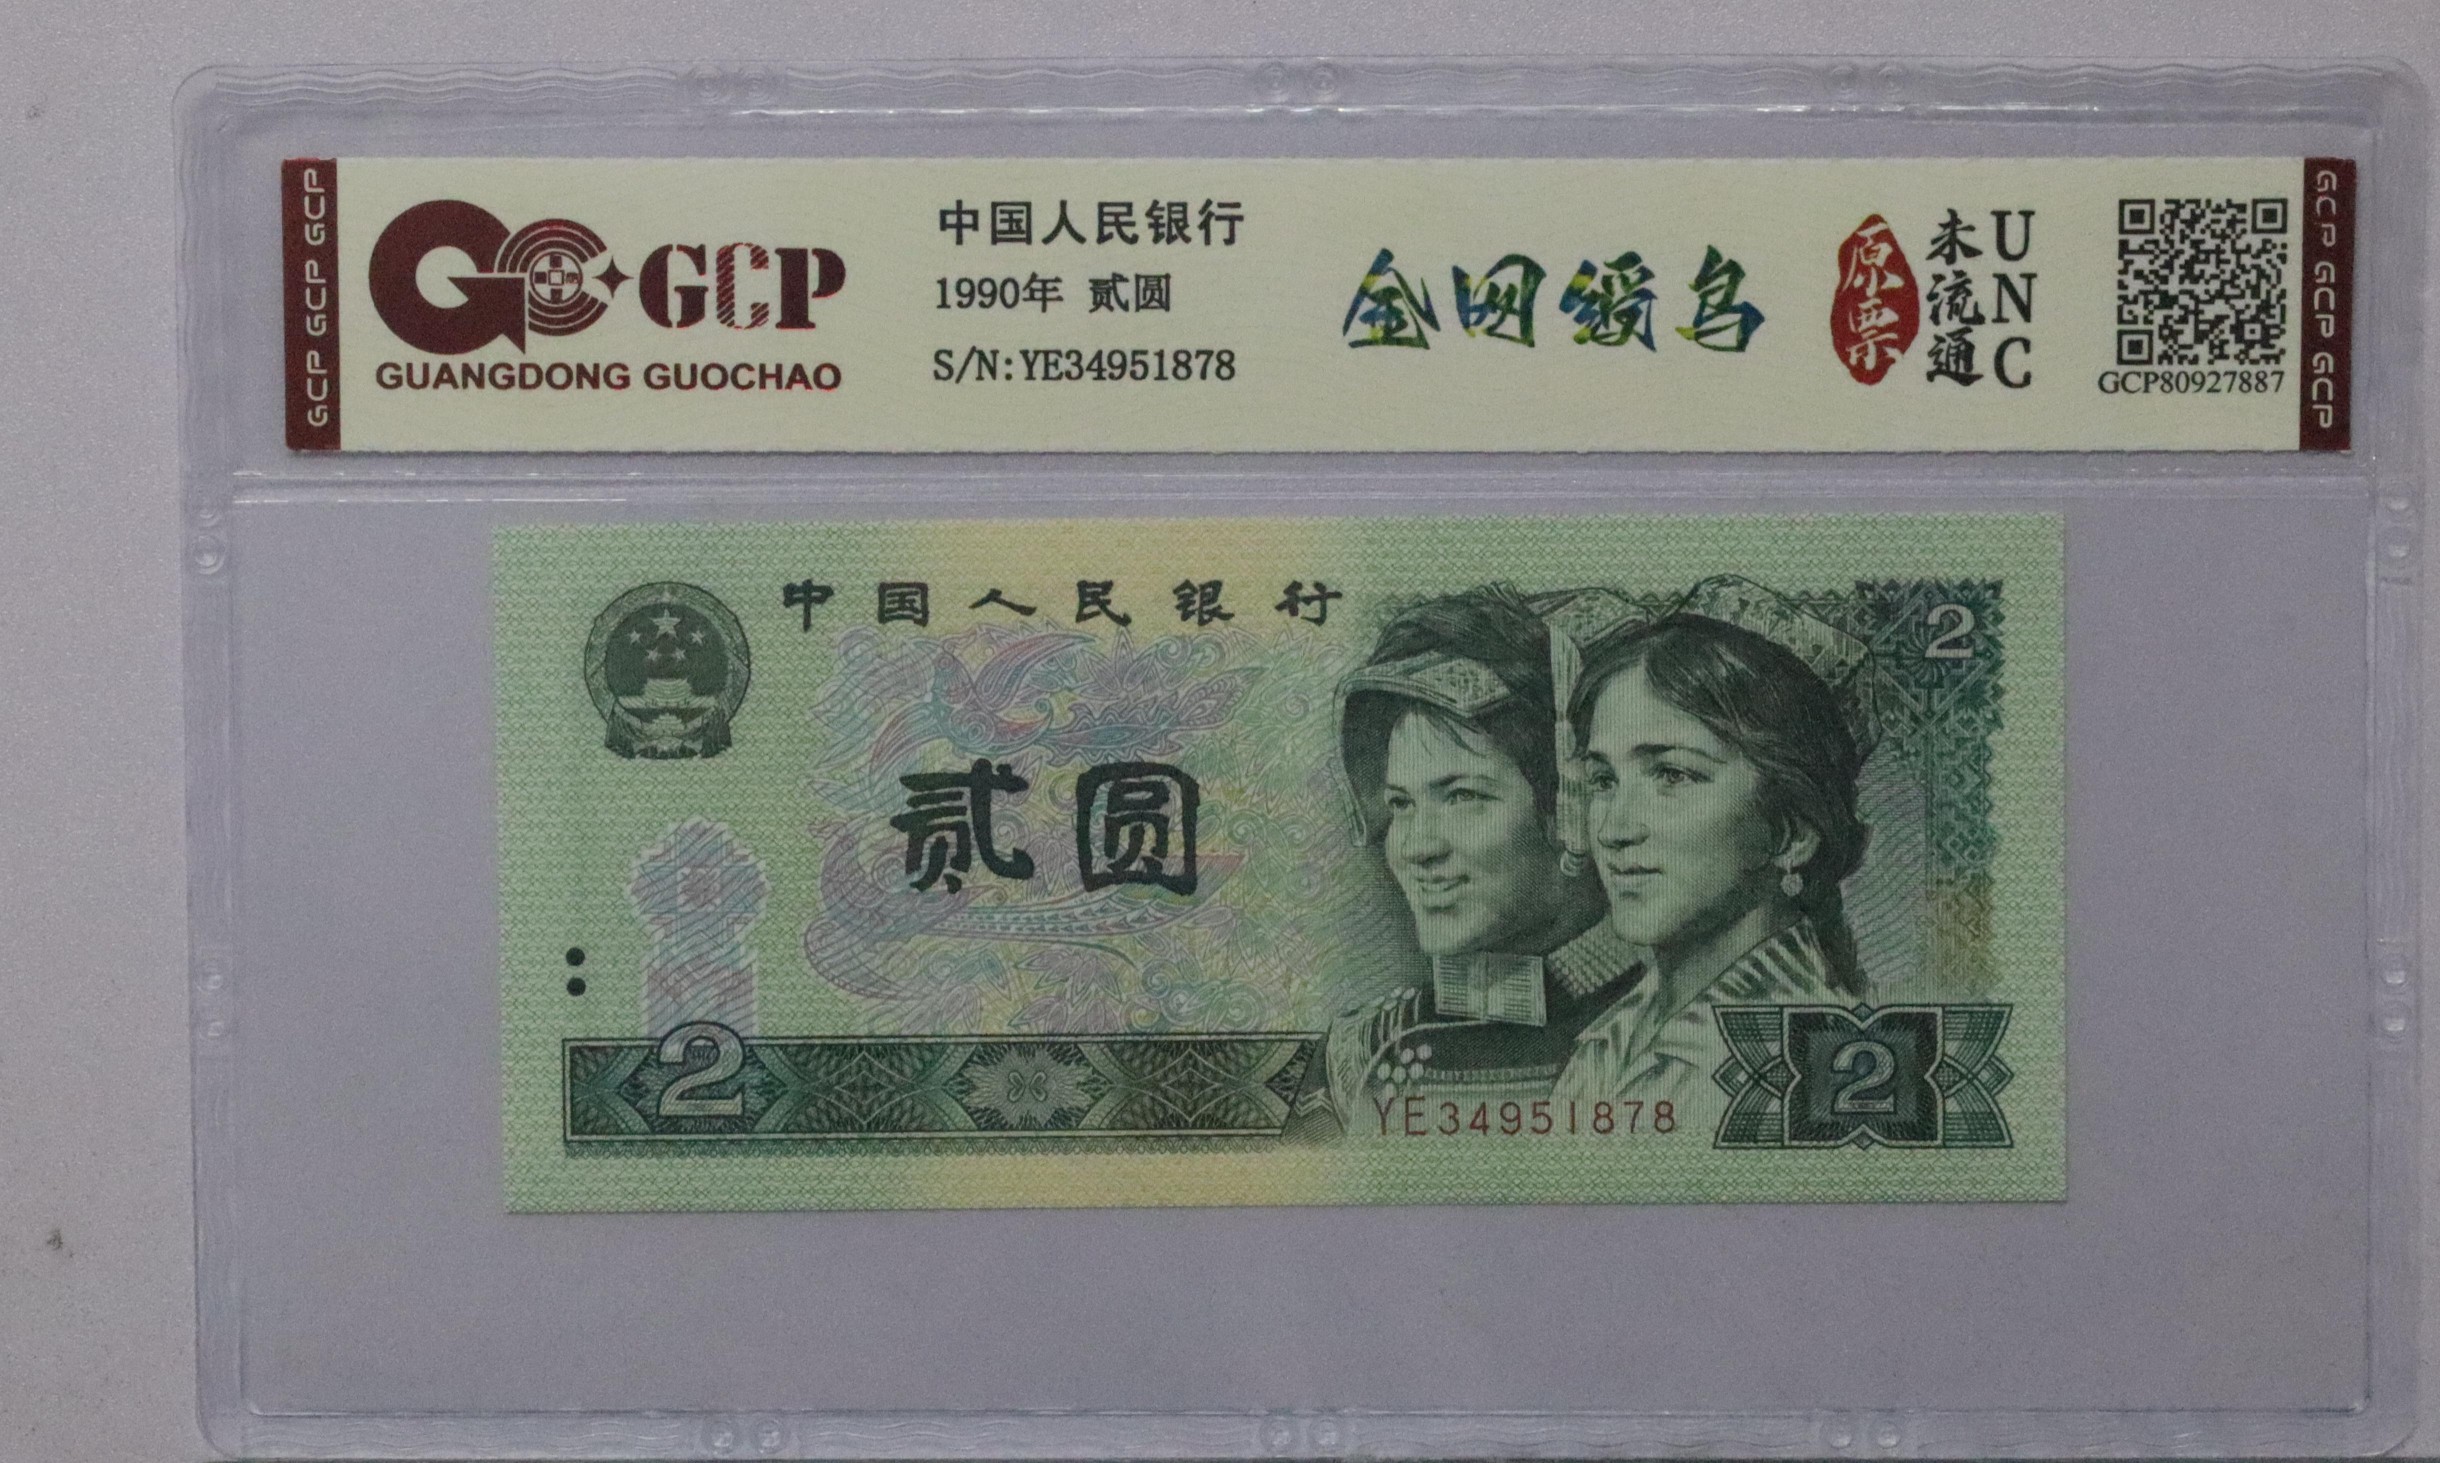 GCP GCP GCP
GCP
GUANGDONG GUOCHAO
中国人民银行
1990年 贰圆
S/N:YE34951878
金网绶鸟
原票
未流通
UNC
GCP80927887
GCP GCP GCP
中国人民银行
2
贰圆
2
YE34951878
2